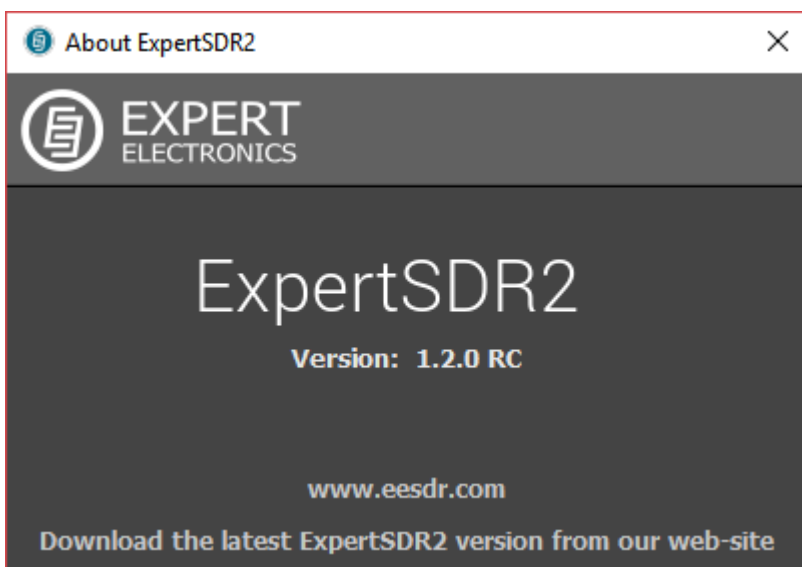 About ExpertSDR2
EXPERT
ELECTRONICS
ExpertSDR2
Version: 1.2.0 RC
www.eesdr.com
Download the latest ExpertSDR2 version from our web-site